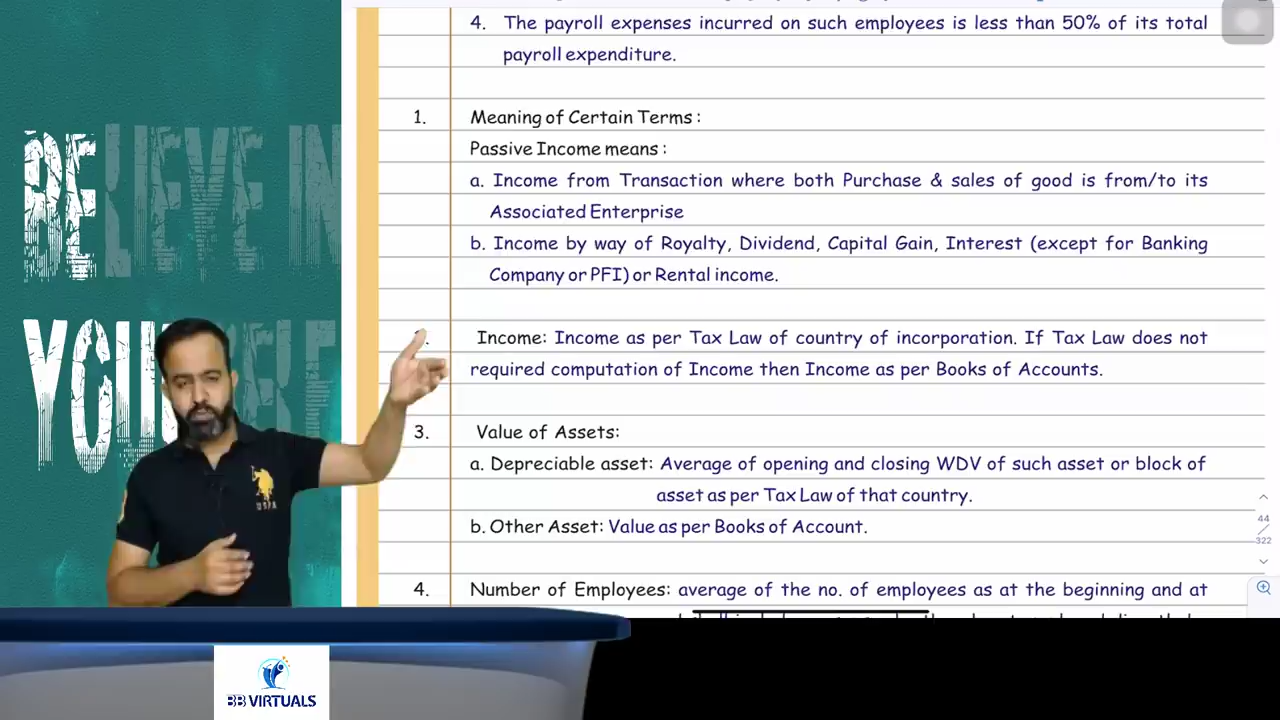 BELIEVE IN
YOURSELF
4. The payroll expenses incurred on such employees is less than 50% of its total
payroll expenditure.
1. Meaning of Certain Terms :
Passive Income means :
a. Income from Transaction where both Purchase & sales of good is from/to its
Associated Enterprise
b. Income by way of Royalty, Dividend, Capital Gain, Interest (except for Banking
Company or PFI) or Rental income.
Income: Income as per Tax Law of country of incorporation. If Tax Law does not
required computation of Income then Income as per Books of Accounts.
3. Value of Assets:
a. Depreciable asset: Average of opening and closing WDV of such asset or block of
asset as per Tax Law of that country.
b. Other Asset: Value as per Books of Account.
4. Number of Employees: average of the no. of employees as at the beginning and at
44
322
USPA
BB VIRTUALS